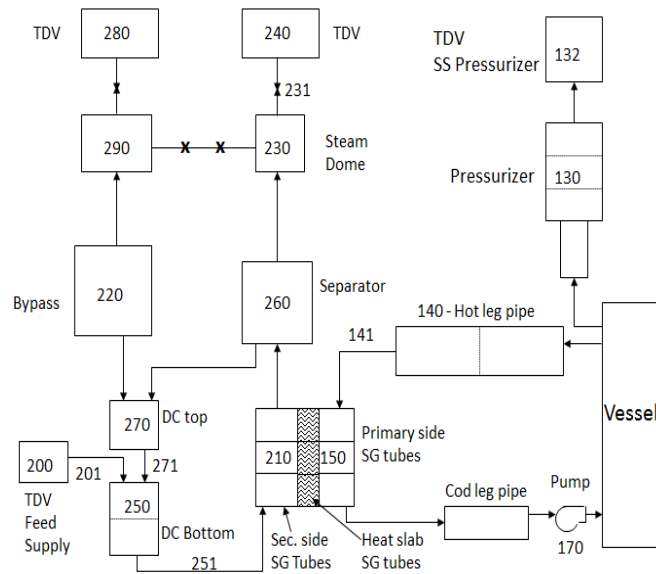 TDV
280
240
TDV
TDV
SS Pressurizer
132
231
290
X X
230
Steam
Dome
Pressurizer
130
Bypass
220
260
Separator
140 - Hot leg pipe
141
Vessel
270
DC top
Primary side
SG tubes
210
150
200
201
271
TDV
Feed
Supply
250
DC Bottom
251
Sec. side
SG Tubes
Heat slab
SG tubes
Cod leg pipe
Pump
170